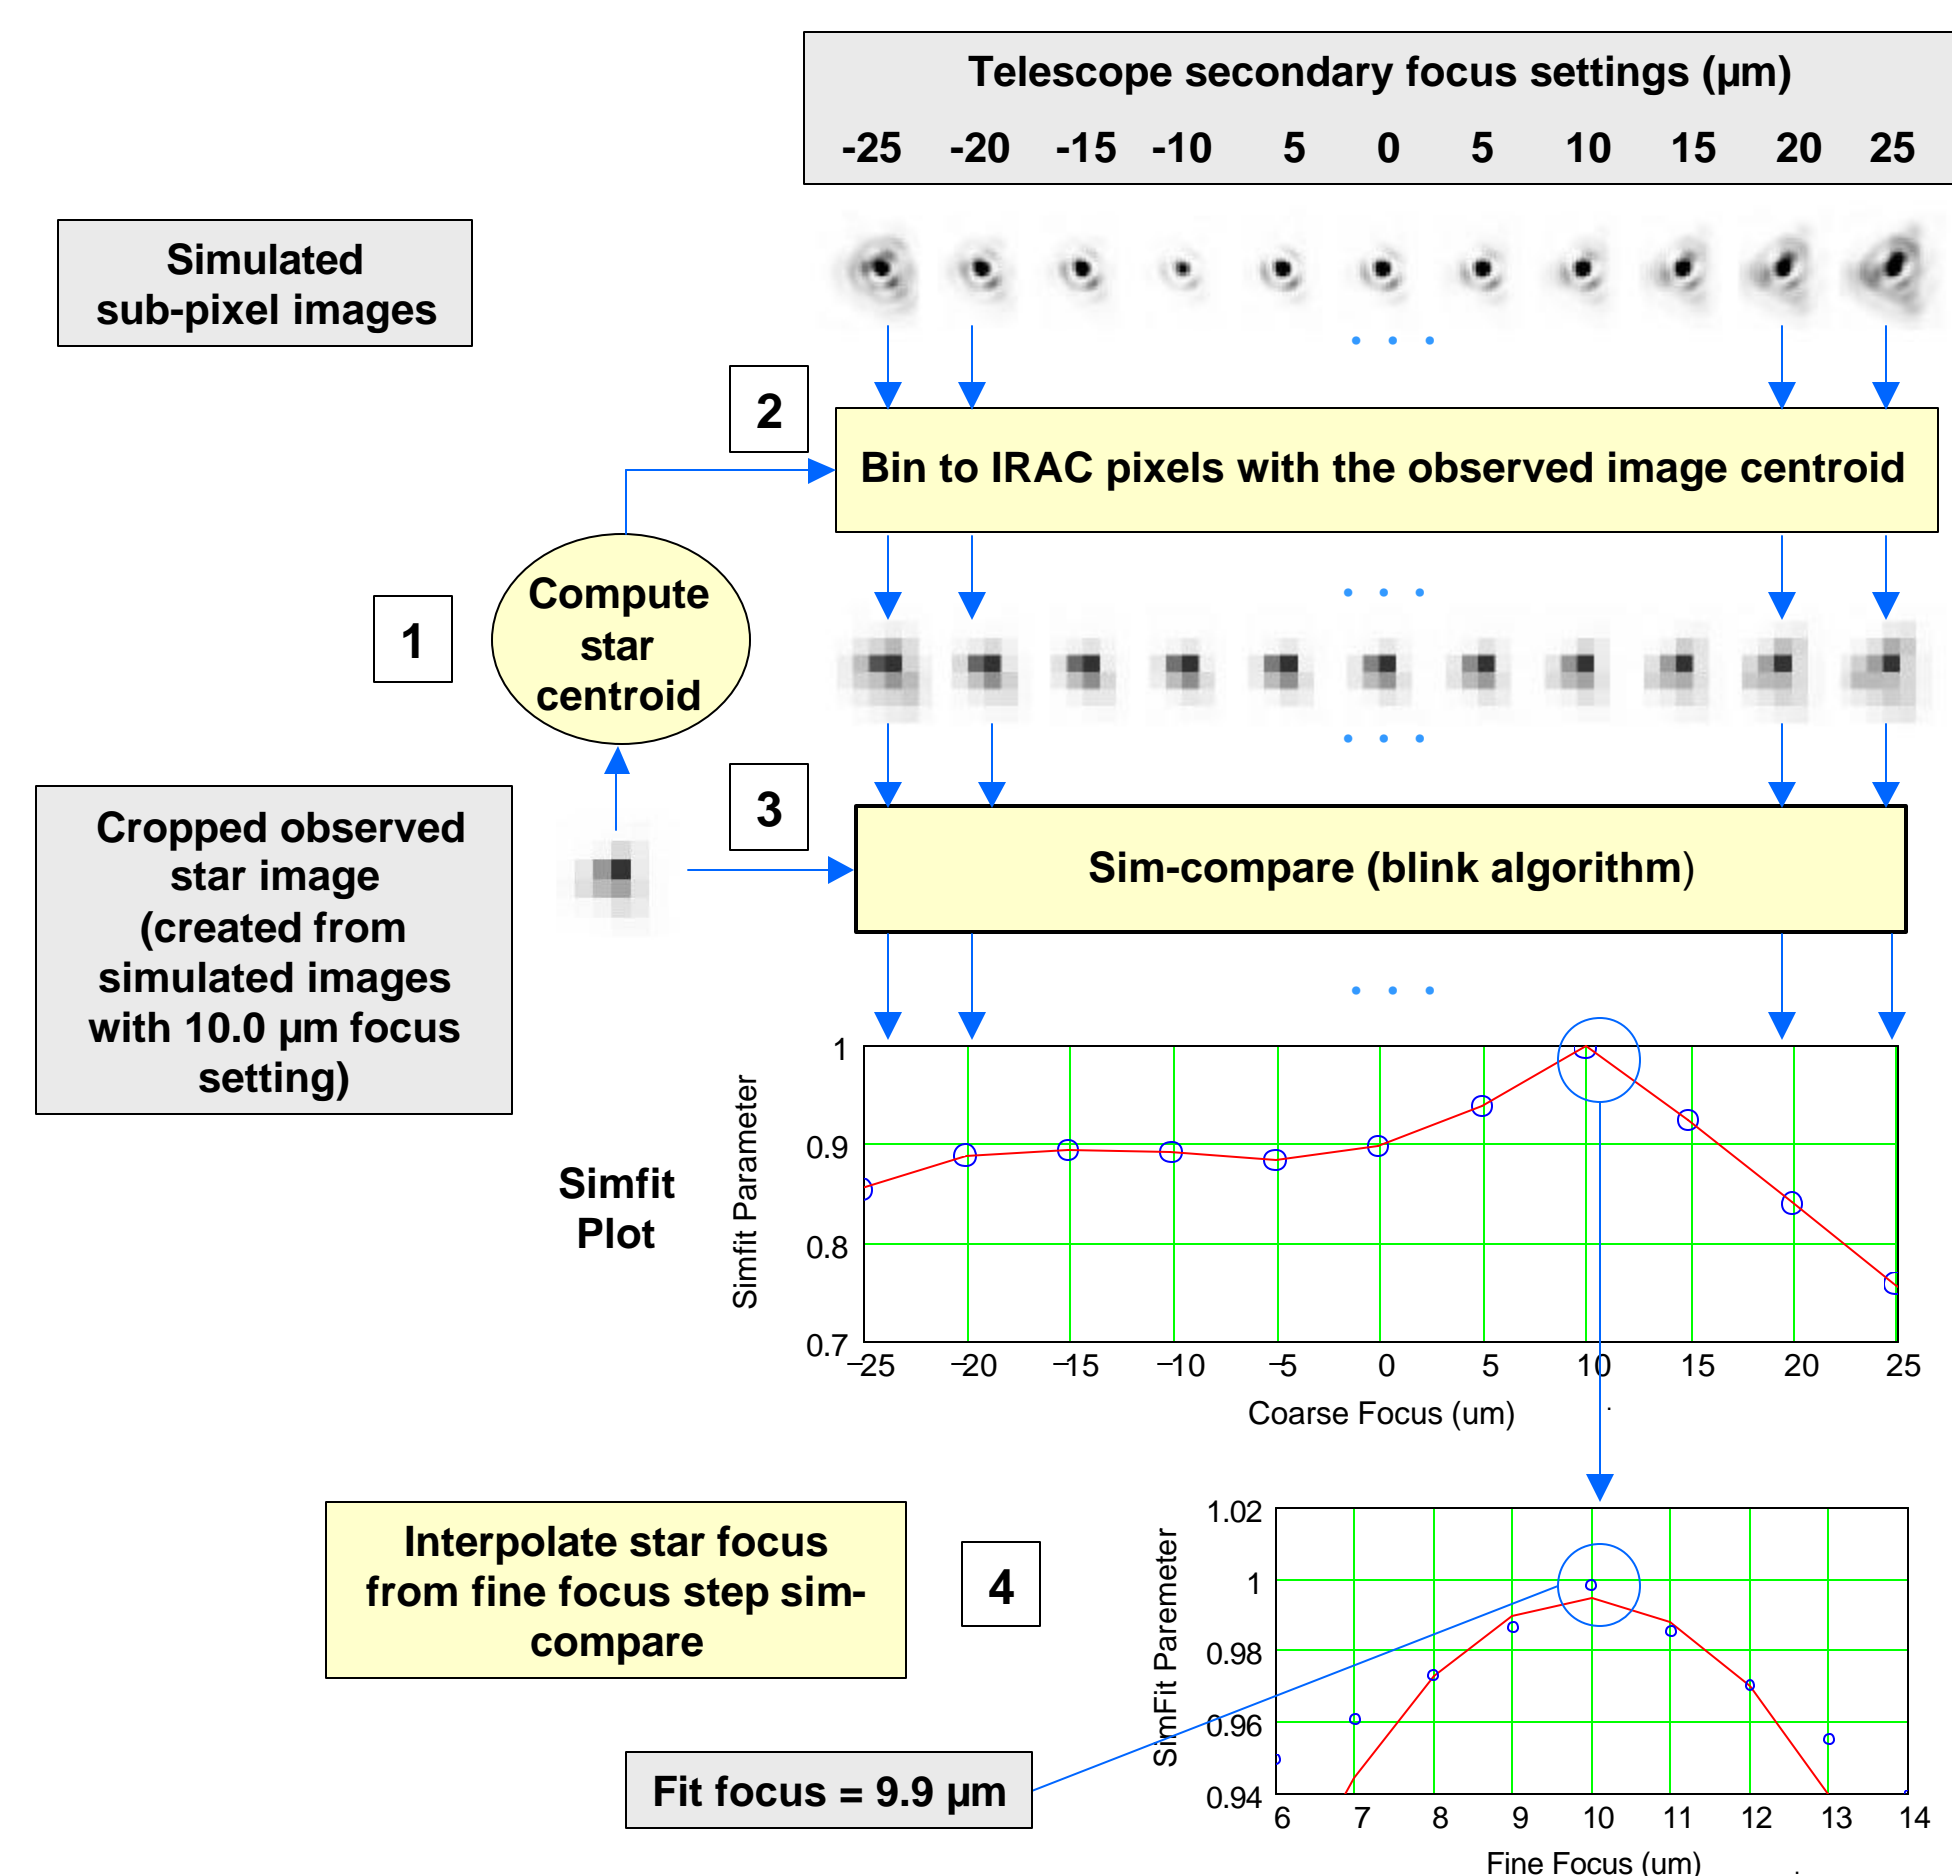 Telescope secondary focus settings (µm)
-25 -20 -15 -10 5 0 5 10 15 20 25
Simulated
sub-pixel images
2
Bin to IRAC pixels with the observed image centroid
1
Compute
star
centroid
3
Cropped observed
star image
(created from
simulated images
with 10.0 µm focus
setting)
Sim-compare (blink algorithm)
Simfit
Plot
Simfit Parameter
1
0.9
0.8
0.7
−25 −20 −15 −10 −5 0 5 10 15 20 25
Coarse Focus (um)
Interpolate star focus
from fine focus step sim-
compare
4
Fit focus = 9.9 µm
SimFit Paremeter
1.02
1
0.98
0.96
0.94
6 7 8 9 10 11 12 13 14
Fine Focus (um)